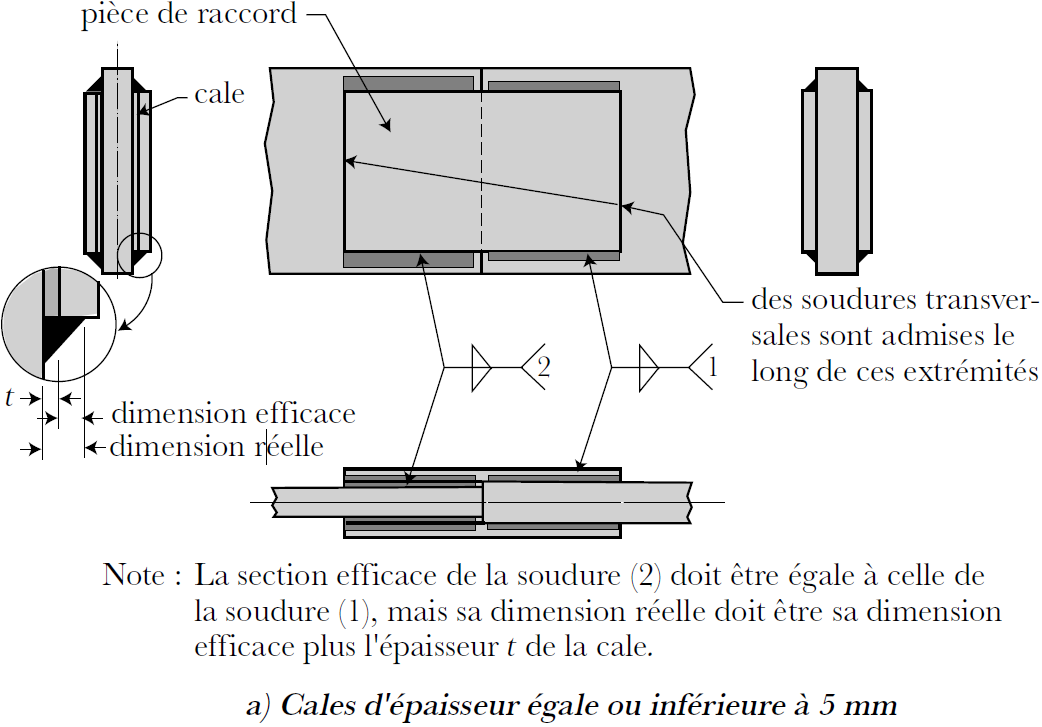 pièce de raccord
cale
des soudures transver-
sales sont admises le
long de ces extrémités
2
1
t
dimension efficace
dimension réelle
Note : La section efficace de la soudure (2) doit être égale à celle de
la soudure (1), mais sa dimension réelle doit être sa dimension
efficace plus l'épaisseur t de la cale.
a) Cales d'épaisseur égale ou inférieure à 5 mm